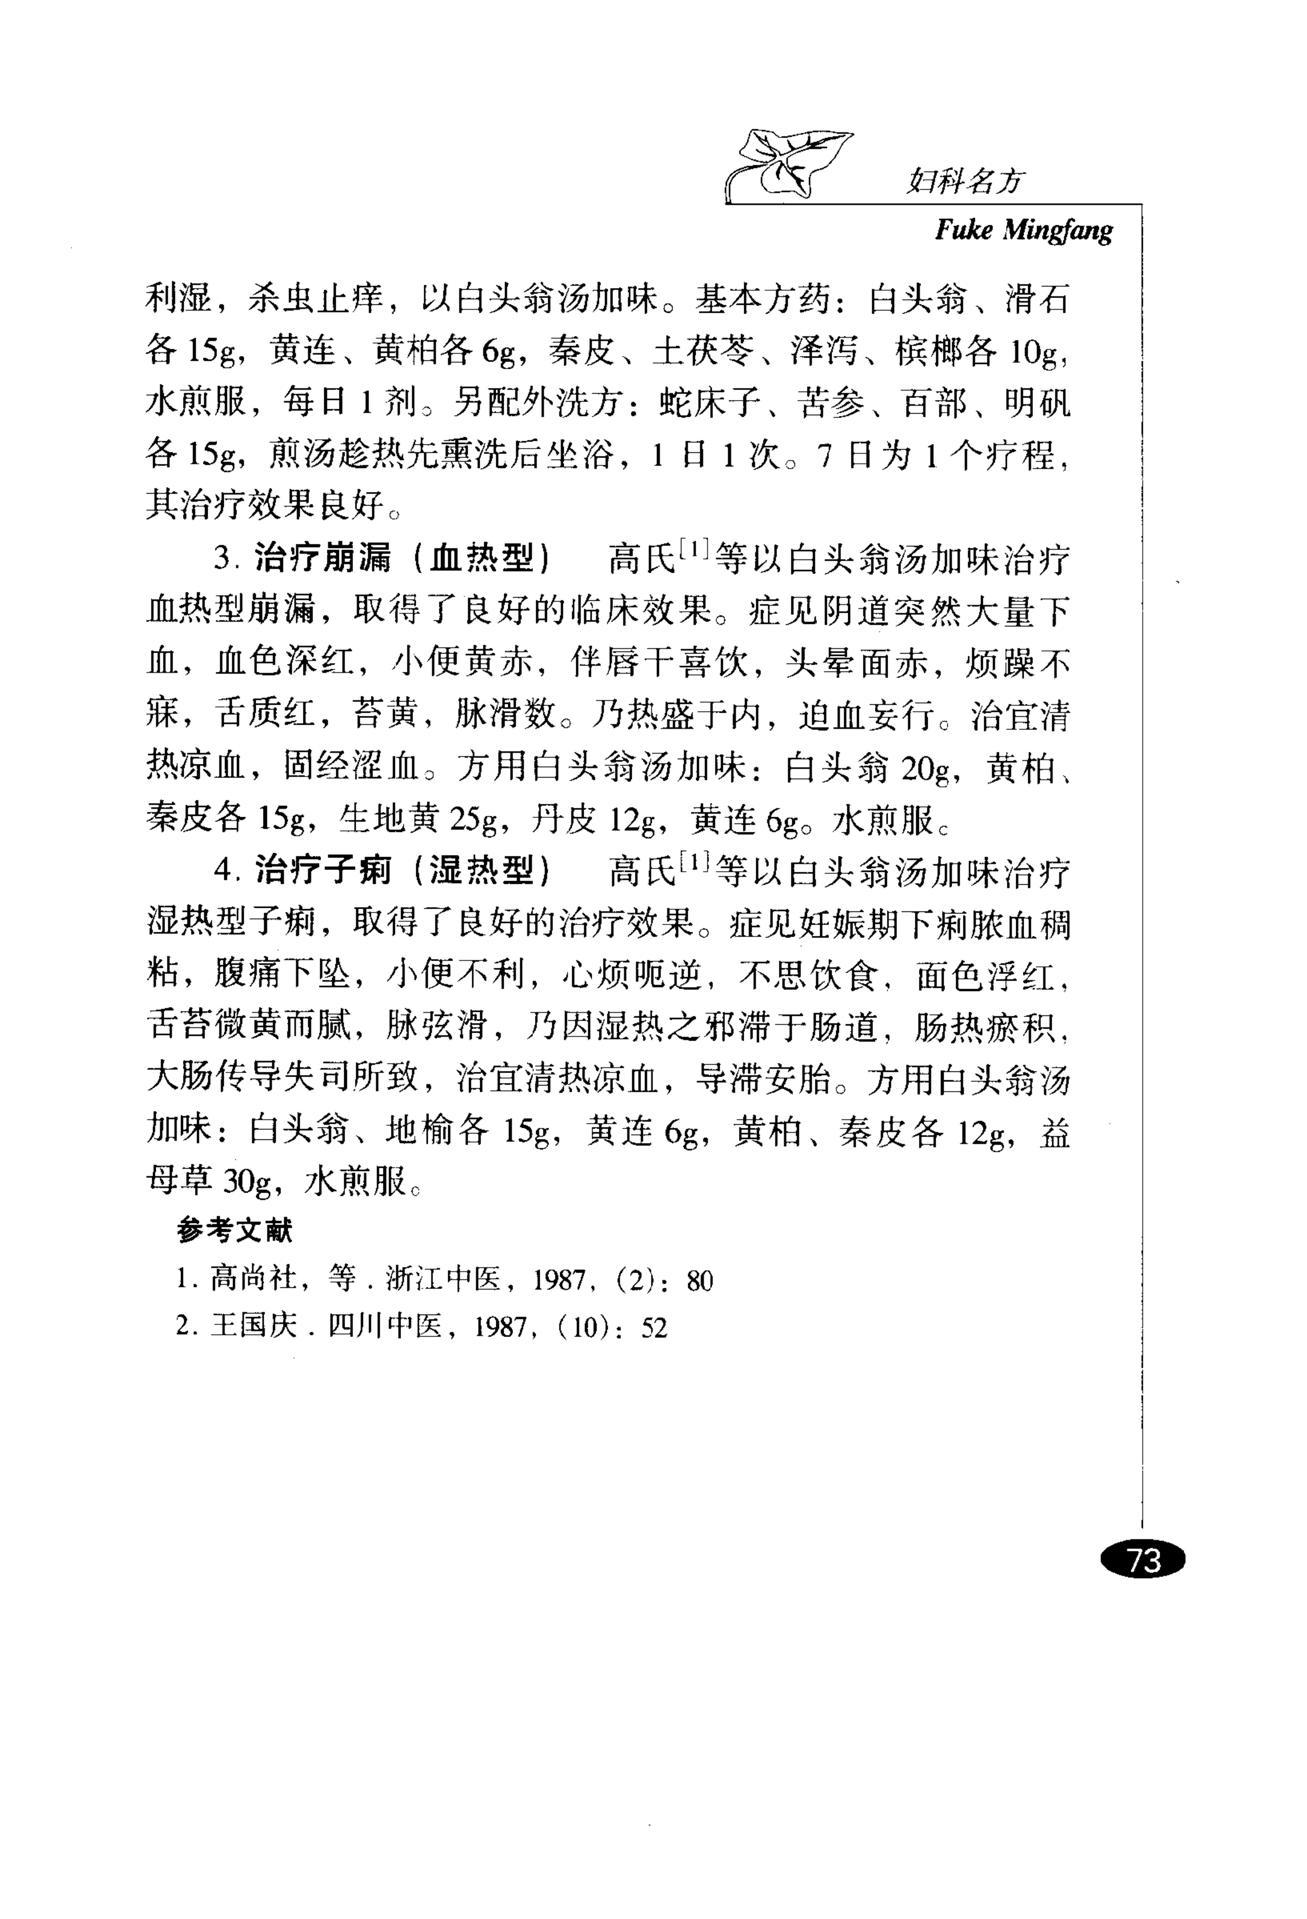 妇科名方
Fuke Mingfang
利湿，杀虫止痒，以白头翁汤加味。基本方药：白头翁、滑石
各 15g，黄连、黄柏各 6g，秦皮、土茯苓、泽泻、槟榔各 10g，
水煎服，每日 1 剂。另配外洗方：蛇床子、苦参、百部、明矾
各 15g，煎汤趁热先熏洗后坐浴，1 日 1 次。7 日为 1 个疗程，
其治疗效果良好。
3. 治疗崩漏（血热型） 高氏[1]等以白头翁汤加味治疗
血热型崩漏，取得了良好的临床效果。症见阴道突然大量下
血，血色深红，小便黄赤，伴唇干喜饮，头晕面赤，烦躁不
寐，舌质红，苔黄，脉滑数。乃热盛于内，迫血妄行。治宜清
热凉血，固经涩血。方用白头翁汤加味：白头翁 20g，黄柏、
秦皮各 15g，生地黄 25g，丹皮 12g，黄连 6g。水煎服。
4. 治疗子痢（湿热型） 高氏[1]等以白头翁汤加味治疗
湿热型子痢，取得了良好的治疗效果。症见妊娠期下痢脓血稠
粘，腹痛下坠，小便不利，心烦呃逆，不思饮食，面色浮红，
舌苔微黄而腻，脉弦滑，乃因湿热之邪滞于肠道，肠热瘀积，
大肠传导失司所致，治宜清热凉血，导滞安胎。方用白头翁汤
加味：白头翁、地榆各 15g，黄连 6g，黄柏、秦皮各 12g，益
母草 30g，水煎服。
参考文献
1. 高尚社，等．浙江中医，1987，(2)：80
2. 王国庆．四川中医，1987，(10)：52
73